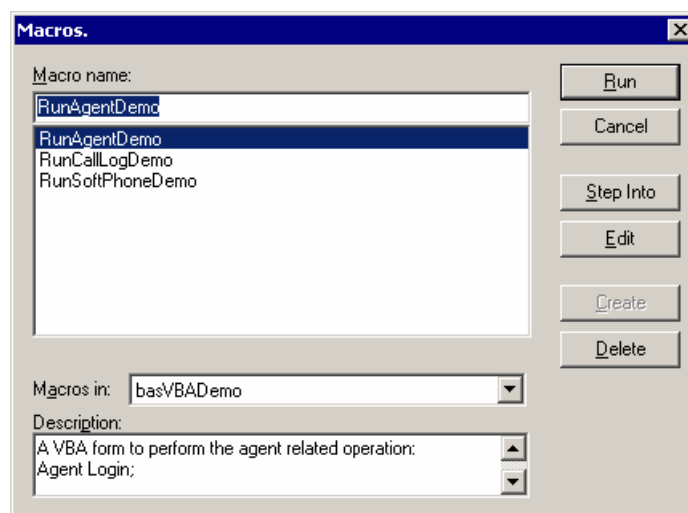 Macros.
Macro name:
RunAgentDemo
RunAgentDemo
RunCallLogDemo
RunSoftPhoneDemo
Run
Cancel
Step Into
Edit
Create
Delete
Macros in: basVBADemo
Description:
A VBA form to perform the agent related operation:
Agent Login;